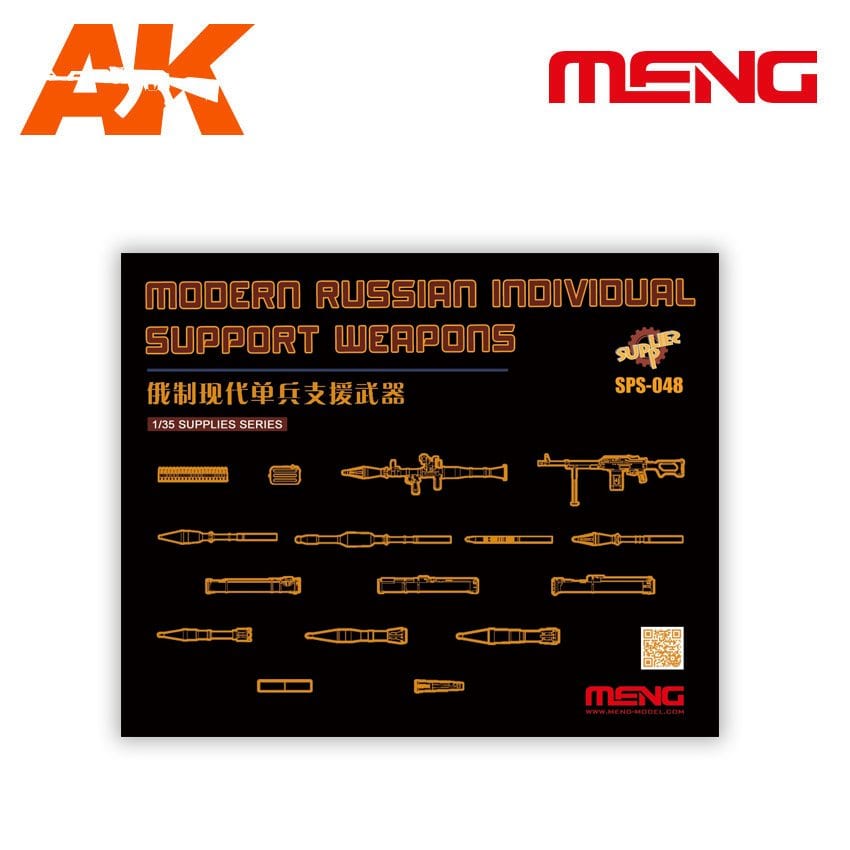 AK
MENG
MODERN RUSSIAN INDIVIDUAL
SUPPORT WEAPONS
SUPPLIES
SPS-048
俄制现代单兵支援武器
1/35 SUPPLIES SERIES
MENG
WWW.MENG-MODEL.COM